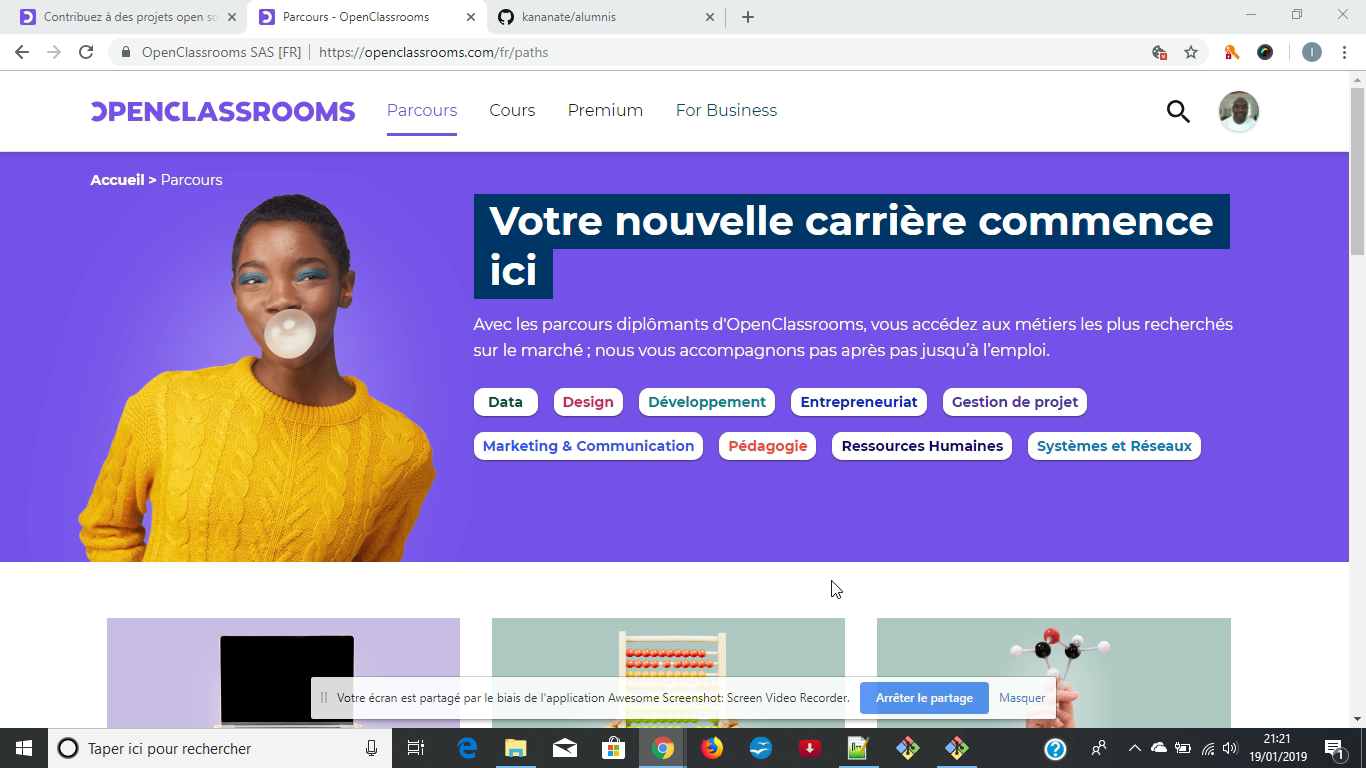 Contribuez à des projets open so
Parcours - OpenClassrooms
kananate/alumnis
OpenClassrooms SAS [FR] | https://openclassrooms.com/fr/paths
I
OPENCLASSROOMS
Parcours
Cours
Premium
For Business
Accueil > Parcours
Votre nouvelle carrière commence
ici
Avec les parcours diplômants d'OpenClassrooms, vous accédez aux métiers les plus recherchés
sur le marché ; nous vous accompagnons pas après pas jusqu'à l'emploi.
Data
Design
Développement
Entrepreneuriat
Gestion de projet
Marketing & Communication
Pédagogie
Ressources Humaines
Systèmes et Réseaux
Votre écran est partagé par le biais de l'application Awesome Screenshot: Screen Video Recorder.
Arrêter le partage
Masquer
Taper ici pour rechercher
21:21
19/01/2019
1